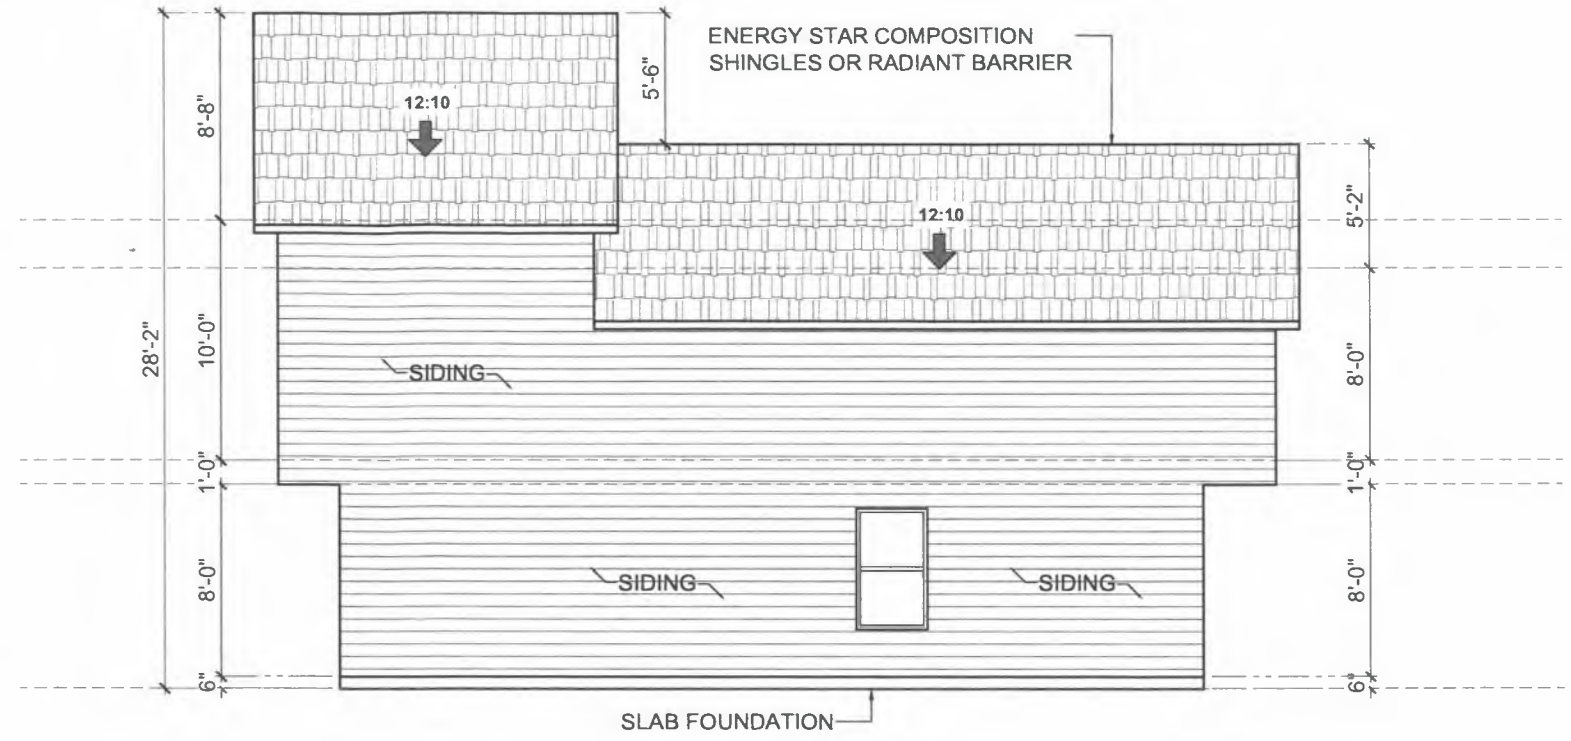 ENERGY STAR COMPOSITION
SHINGLES OR RADIANT BARRIER
5'-6"
8'-8"
12:10
12:10
5'-2"
28'-2"
10'-0"
8'-0"
SIDING
1'-0"
1'-0"
8'-0"
SIDING
SIDING
8'-0"
6"
6"
SLAB FOUNDATION